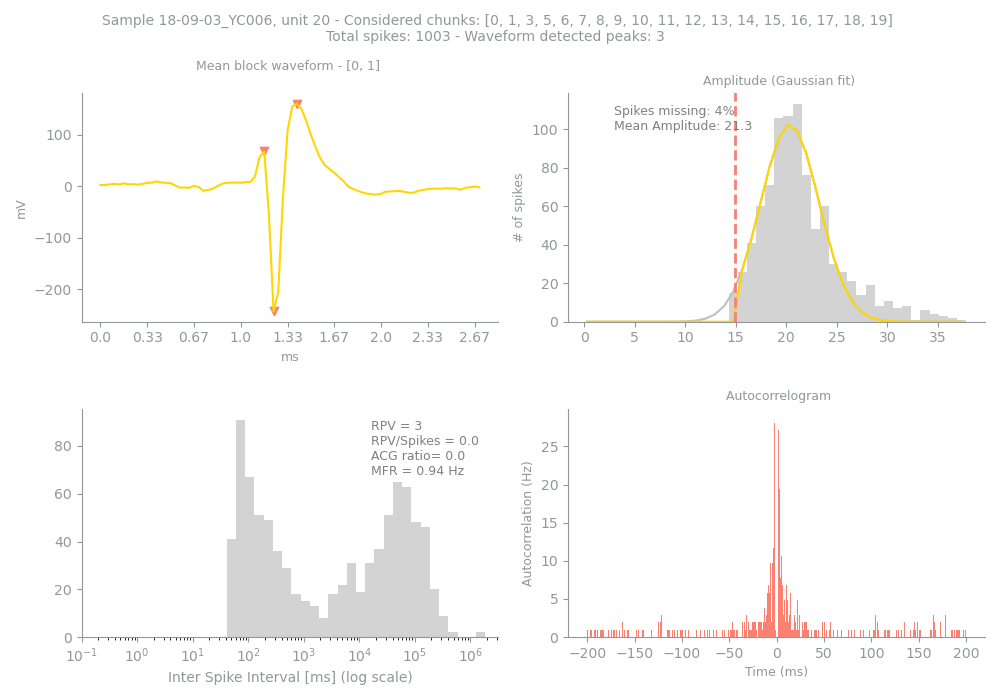 Sample 18-09-03_YC006, unit 20 - Considered chunks: [0, 1, 3, 5, 6, 7, 8, 9, 10, 11, 12, 13, 14, 15, 16, 17, 18, 19]
Total spikes: 1003 - Waveform detected peaks: 3
Mean block waveform - [0, 1]
mV
100
0
−100
−200
0.0 0.33 0.67 1.0 1.33 1.67 2.0 2.33 2.67
ms
Amplitude (Gaussian fit)
Spikes missing: 4%
Mean Amplitude: 21.3
# of spikes
100
80
60
40
20
0
0 5 10 15 20 25 30 35
RPV = 3
RPV/Spikes = 0.0
ACG ratio= 0.0
MFR = 0.94 Hz
80
60
40
20
0
10⁻¹ 10⁰ 10¹ 10² 10³ 10⁴ 10⁵ 10⁶
Inter Spike Interval [ms] (log scale)
Autocorrelogram
Autocorrelation (Hz)
25
20
15
10
5
0
−200 −150 −100 −50 0 50 100 150 200
Time (ms)